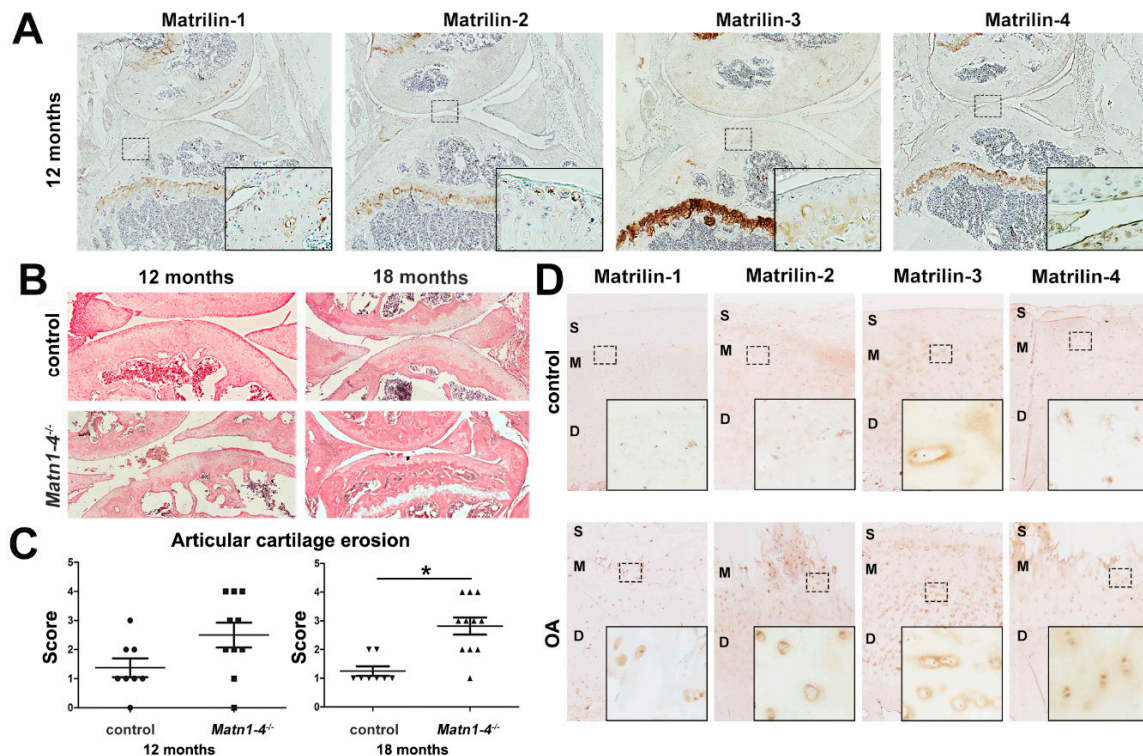 A
Matrilin-1 Matrilin-2 Matrilin-3 Matrilin-4
12 months
B
12 months 18 months
control
Matn1-4-/-
C
Articular cartilage erosion
Score
5
4
3
2
1
0
control Matn1-4-/-
12 months
*
Score
5
4
3
2
1
0
control Matn1-4-/-
18 months
D
Matrilin-1 Matrilin-2 Matrilin-3 Matrilin-4
control
S S S S
M M M M
D D D D
OA
S S S S
M M M M
D D D D